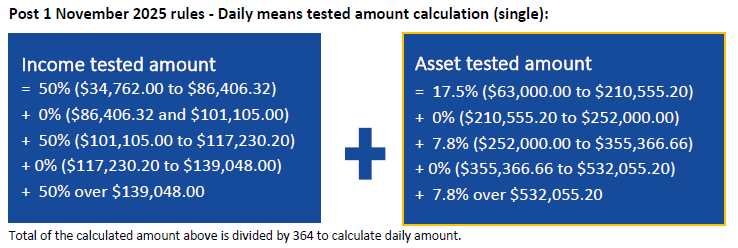 Post 1 November 2025 rules - Daily means tested amount calculation (single):
Income tested amount
= 50% ($34,762.00 to $86,406.32)
+ 0% ($86,406.32 and $101,105.00)
+ 50% ($101,105.00 to $117,230.20)
+ 0% ($117,230.20 to $139,048.00)
+ 50% over $139,048.00
+
Asset tested amount
= 17.5% ($63,000.00 to $210,555.20)
+ 0% ($210,555.20 to $252,000.00)
+ 7.8% ($252,000.00 to $355,366.66)
+ 0% ($355,366.66 to $532,055.20)
+ 7.8% over $532,055.20
Total of the calculated amount above is divided by 364 to calculate daily amount.